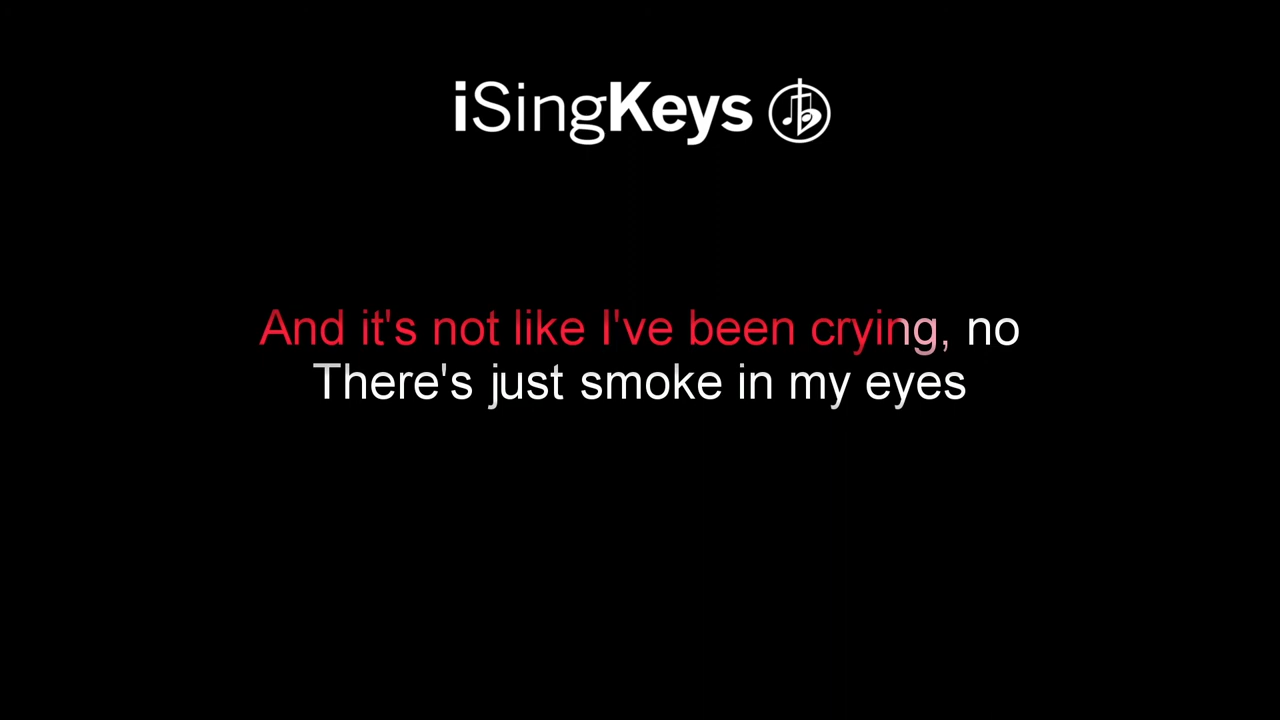 iSingKeys
And it's not like I've been crying, no
There's just smoke in my eyes